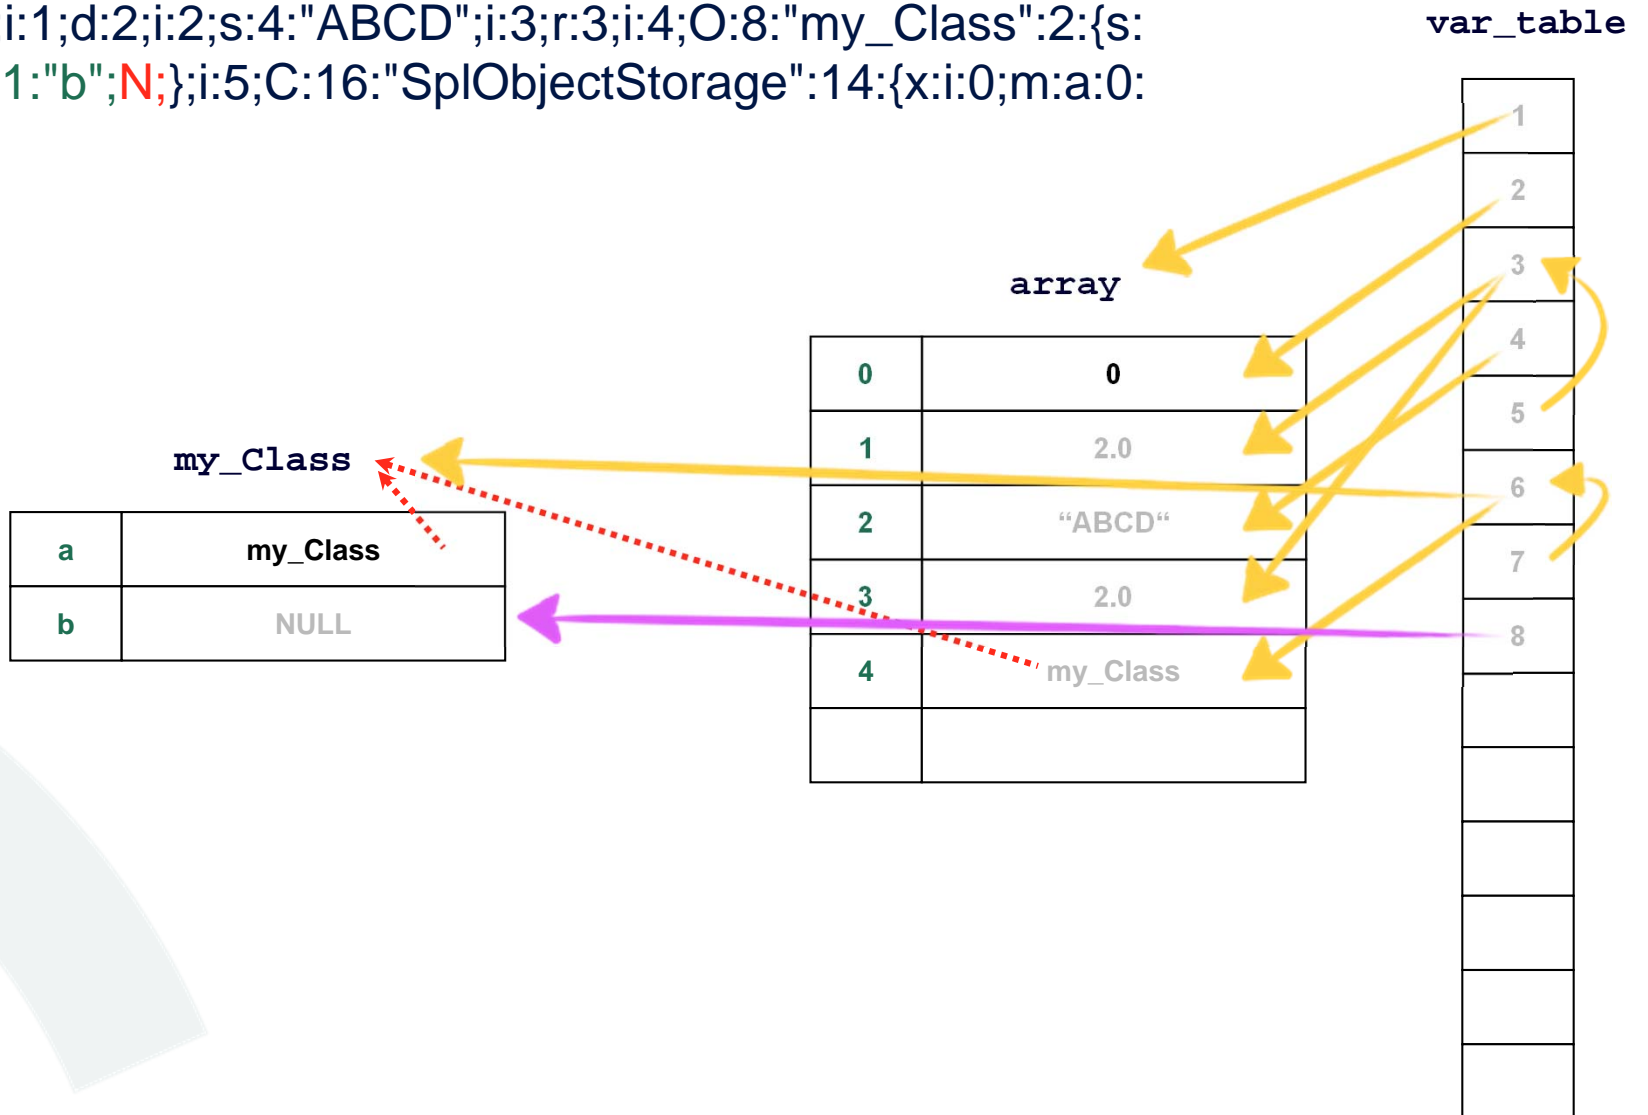 i:1;d:2;i:2;s:4:"ABCD";i:3;r:3;i:4;O:8:"my_Class":2:{s:
1:"b";N;};i:5;C:16:"SplObjectStorage":14:{x:i:0;m:a:0:
var_table
1
2
3
4
5
6
7
8
array
0 0
1 2.0
2 “ABCD“
3 2.0
4 my_Class
my_Class
a my_Class
b NULL